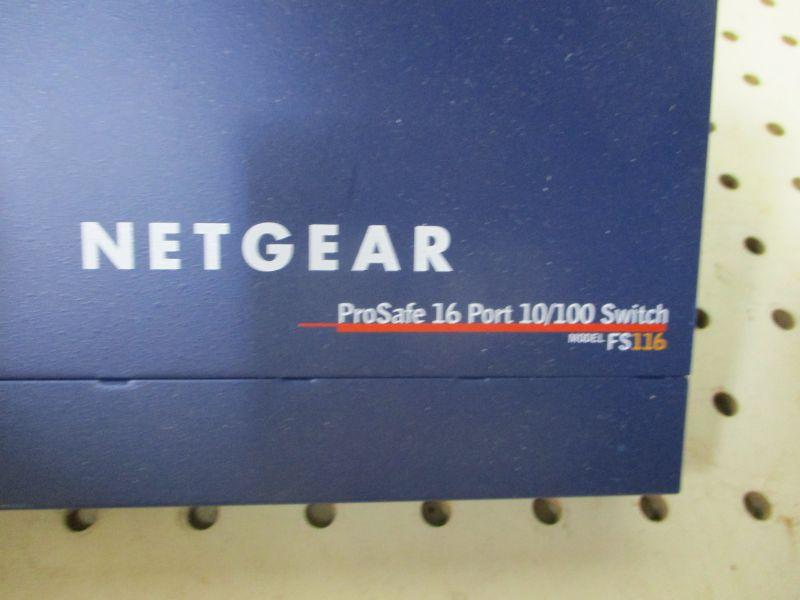 NETGEAR
ProSafe 16 Port 10/100 Switch
MODEL FS116